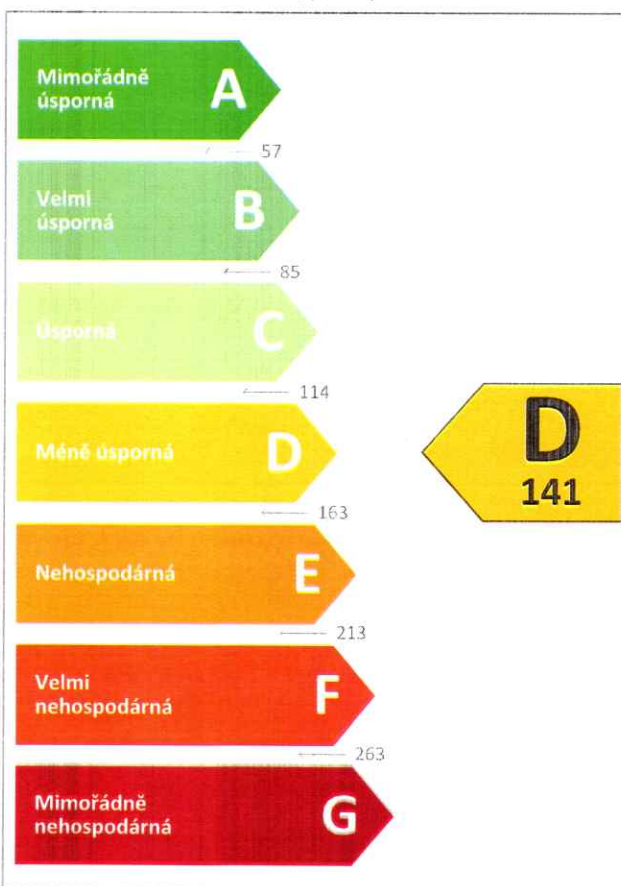 Mimořádně
úsporná
A
57
Velmi
úsporná
B
85
Úsporná
C
114
D
141
Méně úsporná
D
163
Nehospodárná
E
213
Velmi
nehospodárná
F
263
Mimořádně
nehospodárná
G